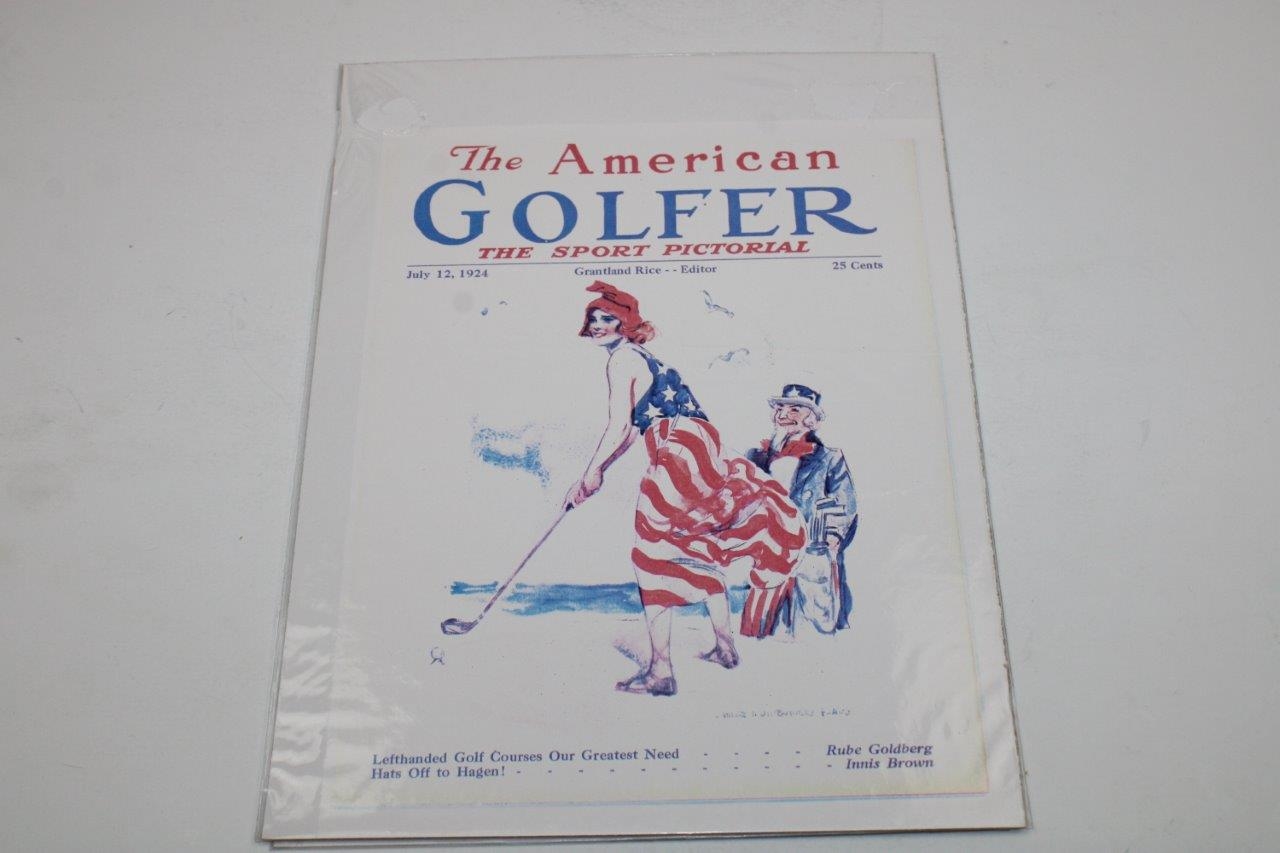 The American
GOLFER
THE SPORT PICTORIAL
July 12, 1924 Grantland Rice - - Editor 25 Cents
Lefthanded Golf Courses Our Greatest Need - - - - Rube Goldberg
Hats Off to Hagen! - - - - - - - - - - - Innis Brown